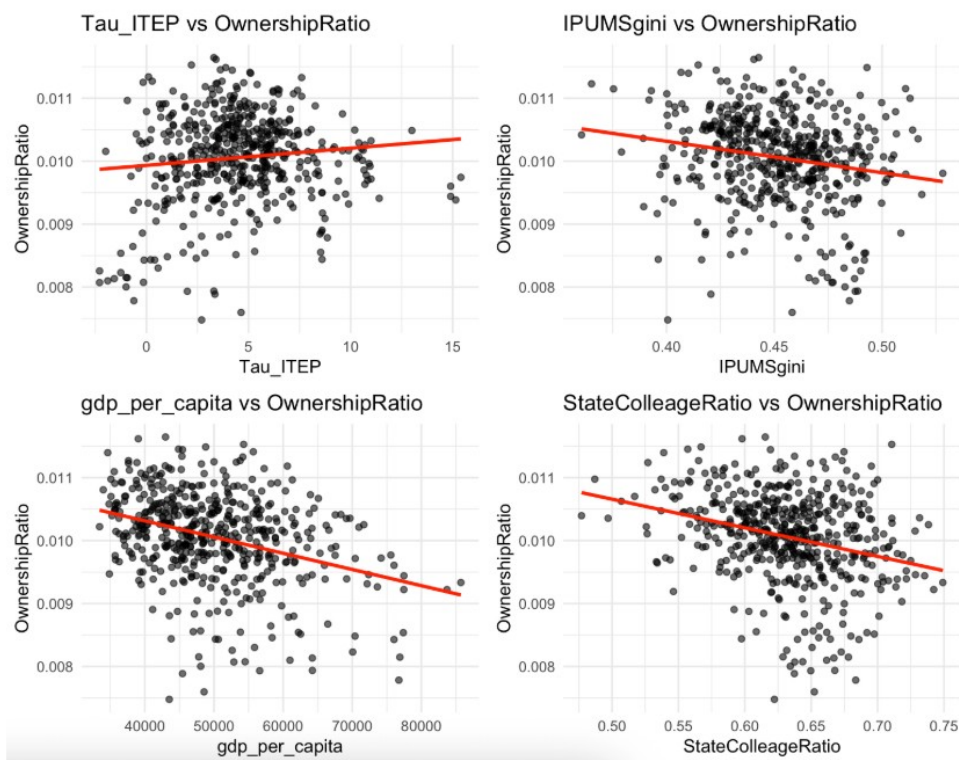 Tau_ITEP vs OwnershipRatio
OwnershipRatio
0.011
0.010
0.009
0.008
0
5
10
15
Tau_ITEP
IPUMSgini vs OwnershipRatio
OwnershipRatio
0.011
0.010
0.009
0.008
0.40
0.45
0.50
IPUMSgini
gdp_per_capita vs OwnershipRatio
OwnershipRatio
0.011
0.010
0.009
0.008
40000
50000
60000
70000
80000
gdp_per_capita
StateColleageRatio vs OwnershipRatio
OwnershipRatio
0.011
0.010
0.009
0.008
0.50
0.55
0.60
0.65
0.70
0.75
StateColleageRatio